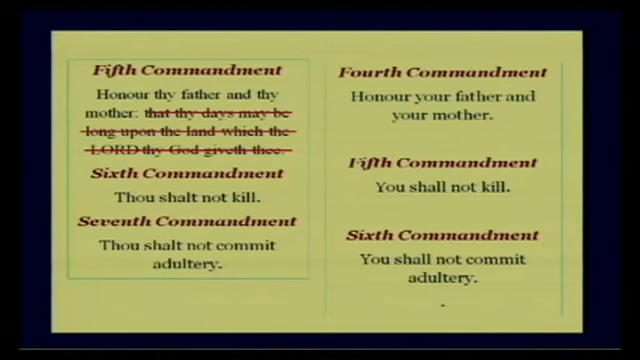 Fifth Commandment
Honour thy father and thy
mother: that thy days may be
long upon the land which the
LORD thy God giveth thee.
Sixth Commandment
Thou shalt not kill.
Seventh Commandment
Thou shalt not commit
adultery.
Fourth Commandment
Honour your father and
your mother.
Fifth Commandment
You shall not kill.
Sixth Commandment
You shall not commit
adultery.